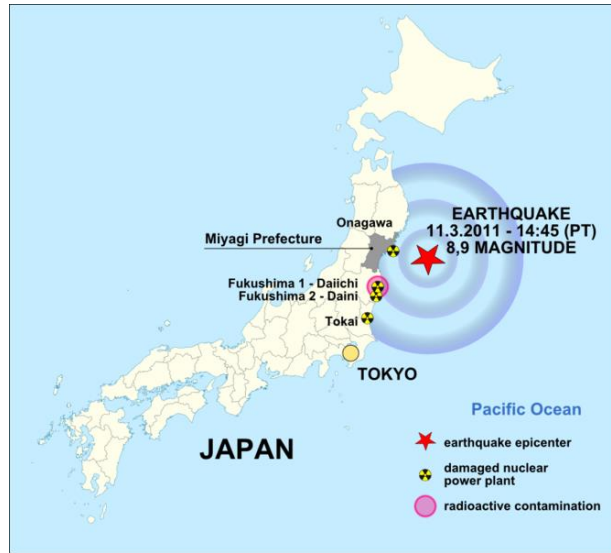 EARTHQUAKE
11.3.2011 - 14:45 (PT)
8,9 MAGNITUDE
Onagawa
Miyagi Prefecture
Fukushima 1 - Daiichi
Fukushima 2 - Daini
Tokai
TOKYO
JAPAN
Pacific Ocean
earthquake epicenter
damaged nuclear
power plant
radioactive contamination